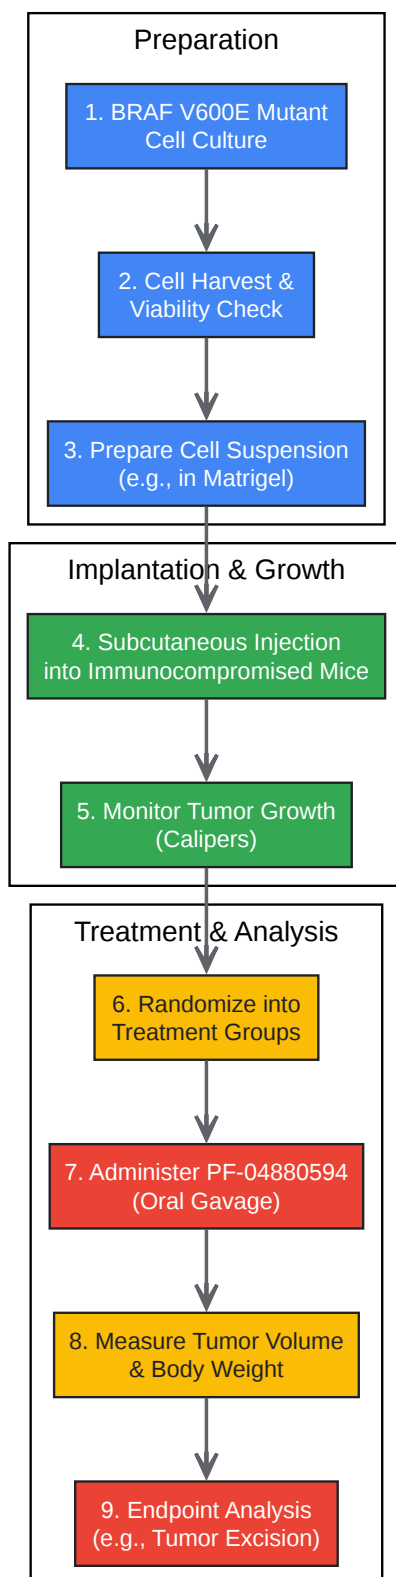 Preparation
1. BRAF V600E Mutant
Cell Culture
2. Cell Harvest &
Viability Check
3. Prepare Cell Suspension
(e.g., in Matrigel)
Implantation & Growth
4. Subcutaneous Injection
into Immunocompromised Mice
5. Monitor Tumor Growth
(Calipers)
Treatment & Analysis
6. Randomize into
Treatment Groups
7. Administer PF-04880594
(Oral Gavage)
8. Measure Tumor Volume
& Body Weight
9. Endpoint Analysis
(e.g., Tumor Excision)